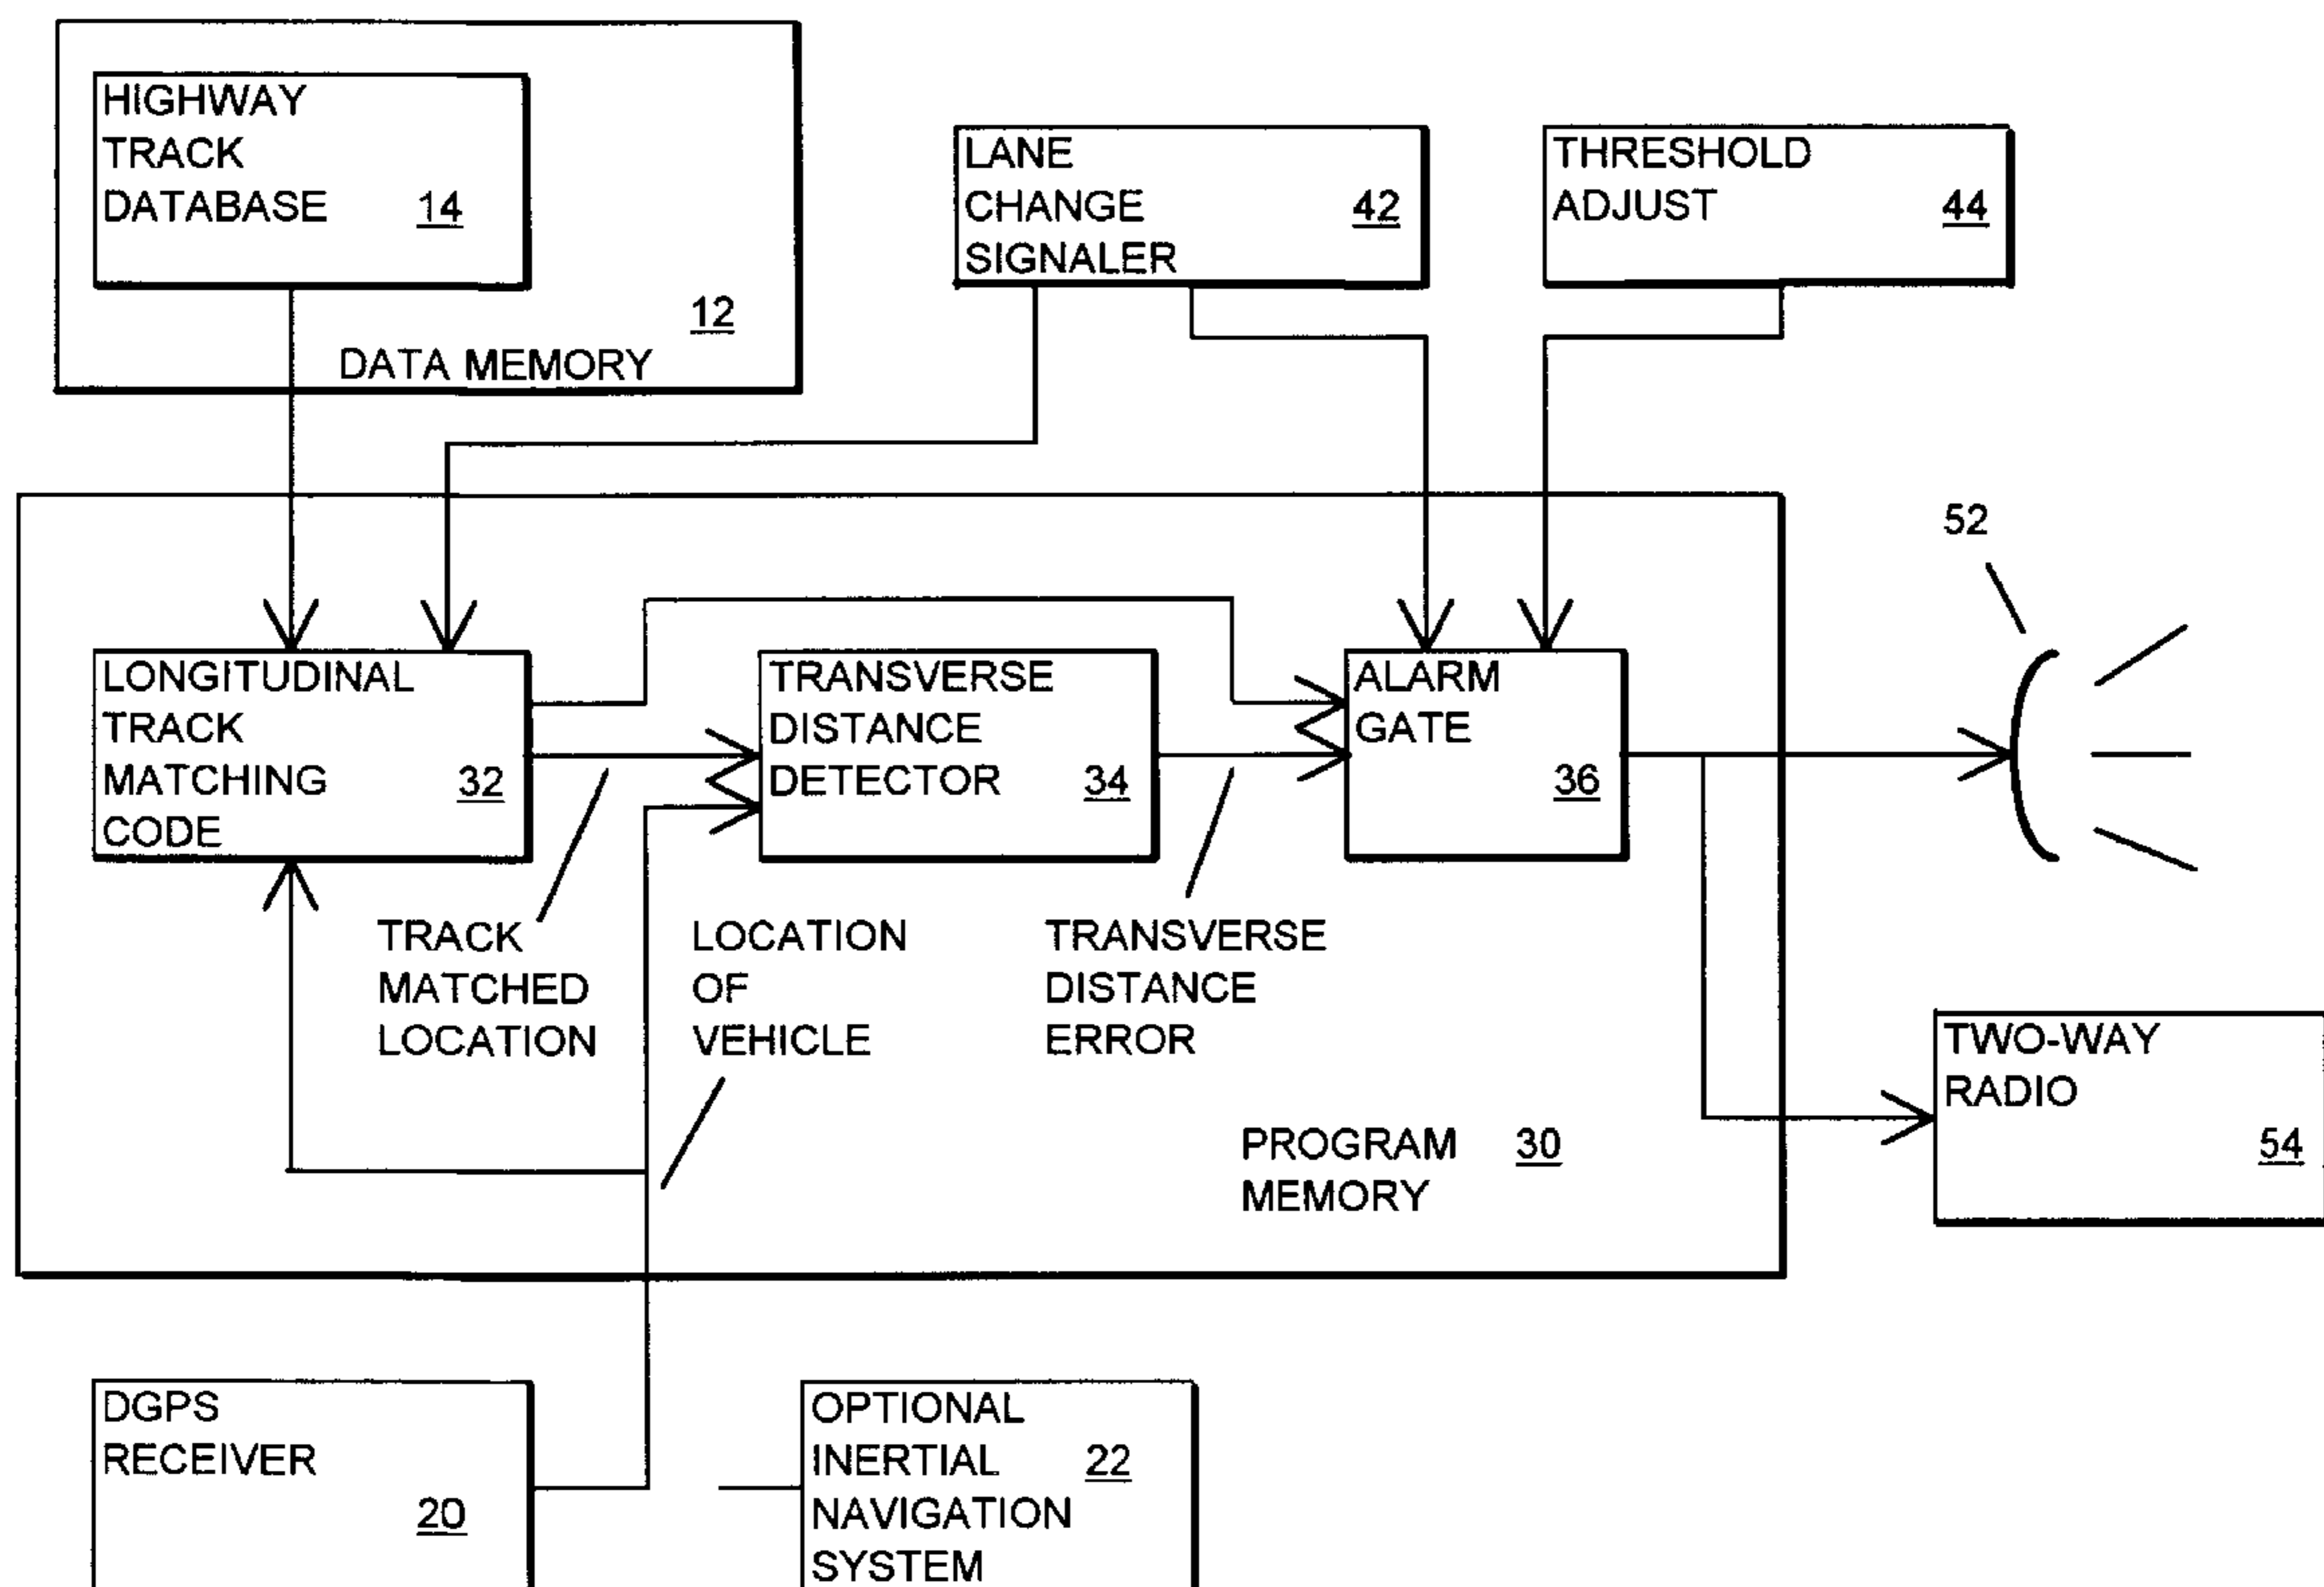 HIGHWAY
TRACK
DATABASE 14
12
DATA MEMORY
LANE
CHANGE 42
SIGNALER
THRESHOLD
ADJUST 44
52
LONGITUDINAL
TRACK
MATCHING 32
CODE
TRANSVERSE
DISTANCE
DETECTOR 34
ALARM
GATE
36
TRACK
MATCHED
LOCATION
LOCATION
OF
VEHICLE
TRANSVERSE
DISTANCE
ERROR
PROGRAM 30
MEMORY
TWO-WAY
RADIO
54
DGPS
RECEIVER
20
OPTIONAL
INERTIAL 22
NAVIGATION
SYSTEM